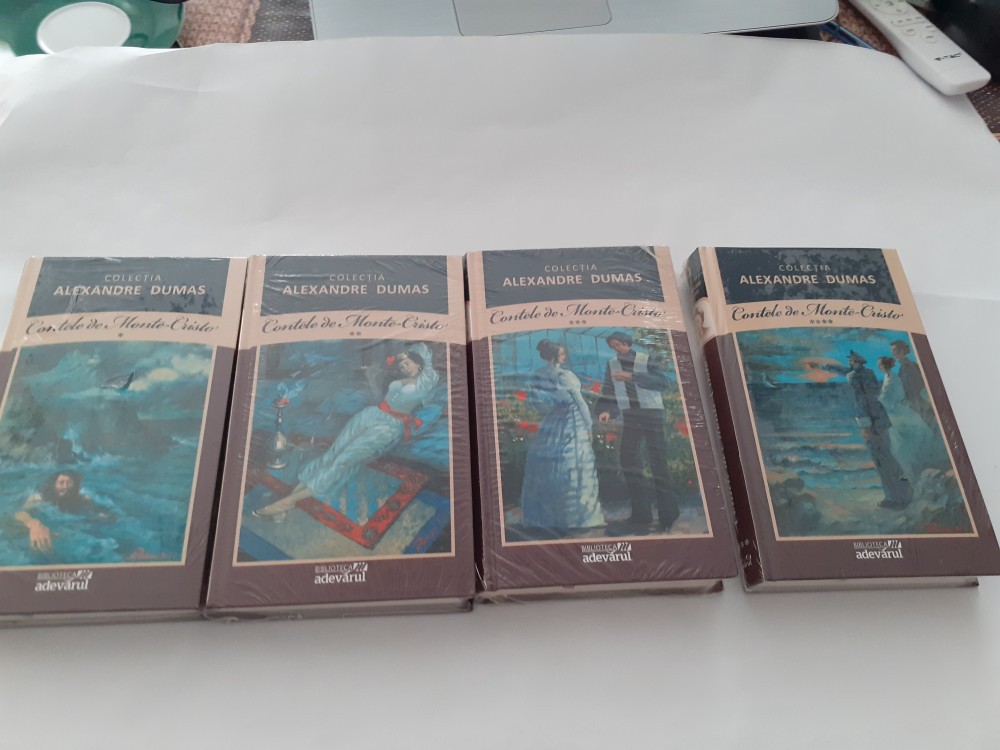 COLECȚIA
ALEXANDRE DUMAS
Contele de Monte-Cristo
*
BIBLIOTECA
adevărul
COLECȚIA
ALEXANDRE DUMAS
Contele de Monte-Cristo
**
BIBLIOTECA
adevărul
COLECȚIA
ALEXANDRE DUMAS
Contele de Monte-Cristo
***
BIBLIOTECA
adevărul
COLECȚIA
ALEXANDRE DUMAS
Contele de Monte-Cristo
****
BIBLIOTECA
adevărul